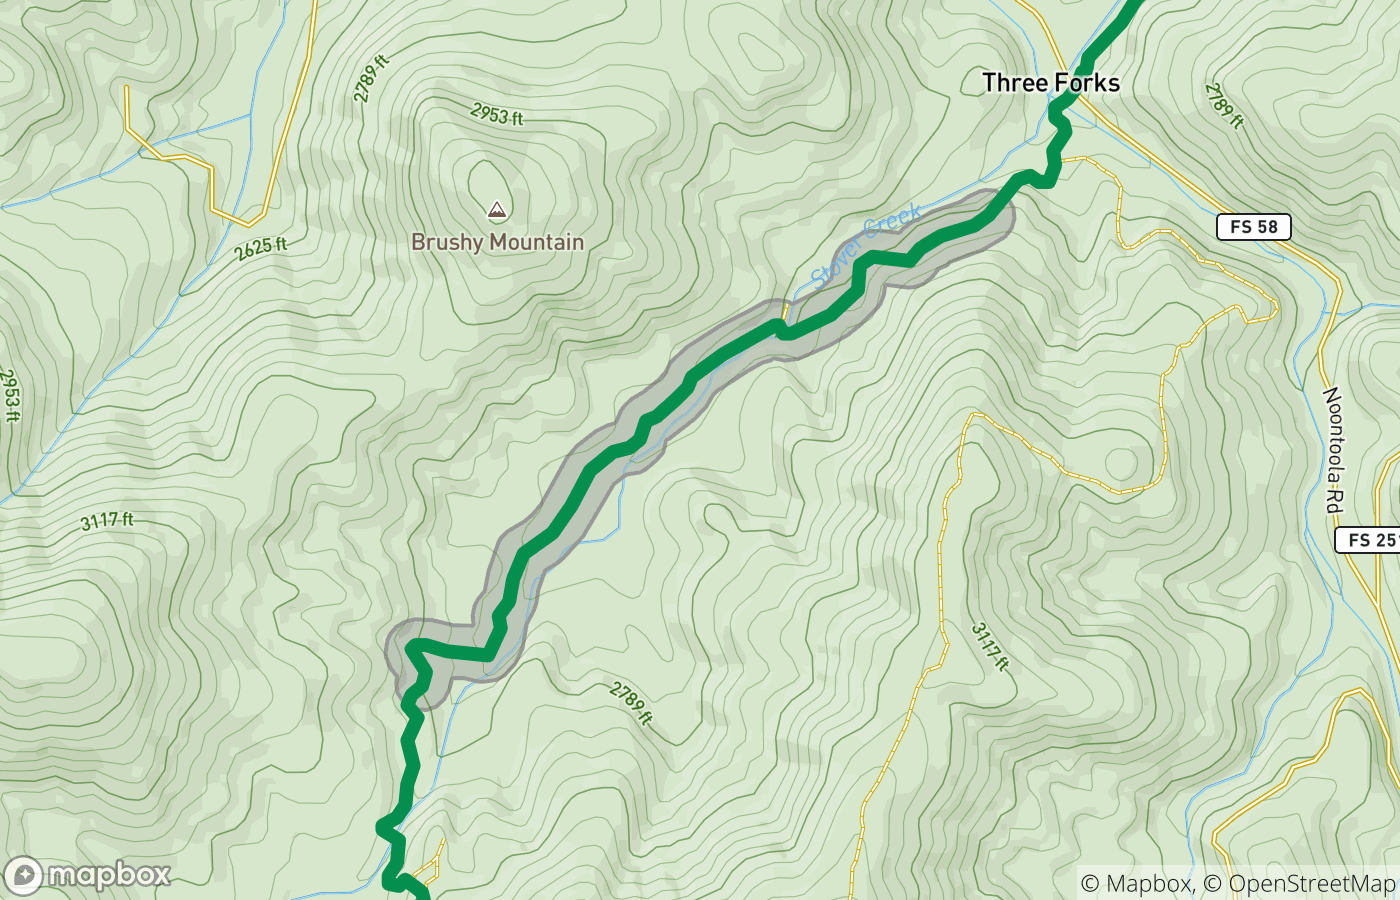 2789 ft
Three Forks
2953 ft
2789 ft
Stover Creek
FS 58
Brushy Mountain
2625 ft
2953 ft
Noontoola Rd
3117 ft
FS 251
3117 ft
2789 ft
mapbox
© Mapbox, © OpenStreetMap